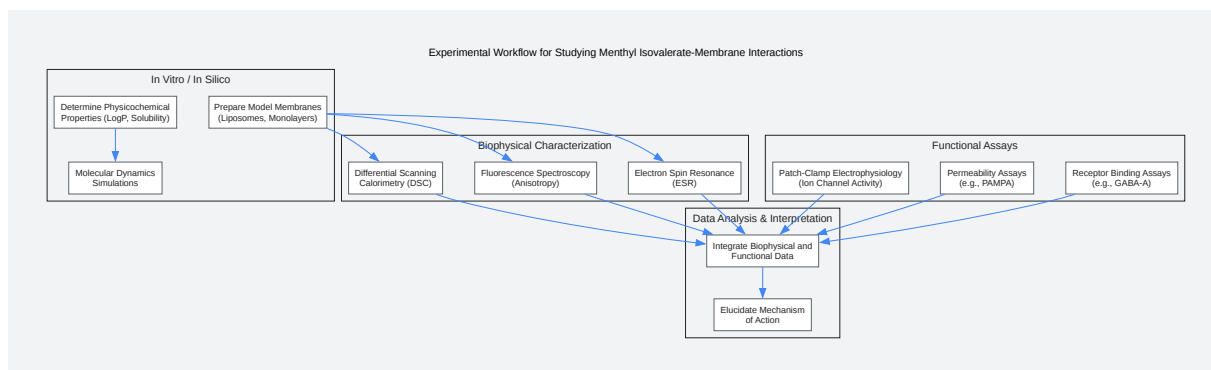 Experimental Workflow for Studying Menthyl Isovalerate-Membrane Interactions
In Vitro / In Silico
Determine Physicochemical
Properties (LogP, Solubility)
Prepare Model Membranes
(Liposomes, Monolayers)
Molecular Dynamics
Simulations
Biophysical Characterization
Differential Scanning
Calorimetry (DSC)
Fluorescence Spectroscopy
(Anisotropy)
Electron Spin Resonance
(ESR)
Functional Assays
Patch-Clamp Electrophysiology
(Ion Channel Activity)
Permeability Assays
(e.g., PAMPA)
Receptor Binding Assays
(e.g., GABA-A)
Data Analysis & Interpretation
Integrate Biophysical and
Functional Data
Elucidate Mechanism
of Action